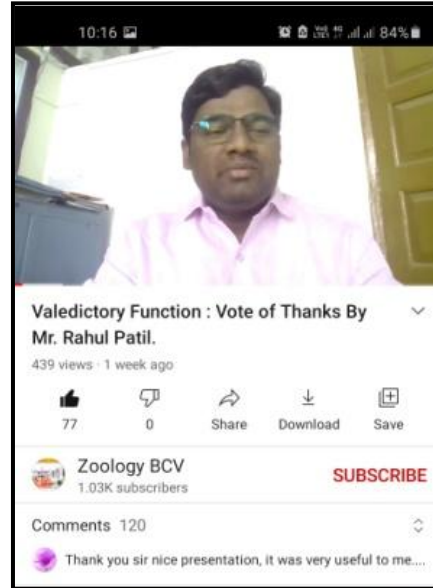 10:16 84%
Valedictory Function : Vote of Thanks By
Mr. Rahul Patil.
439 views · 1 week ago
77 0 Share Download Save
Zoology BCV
1.03K subscribers
SUBSCRIBE
Comments 120
Thank you sir nice presentation, it was very useful to me....